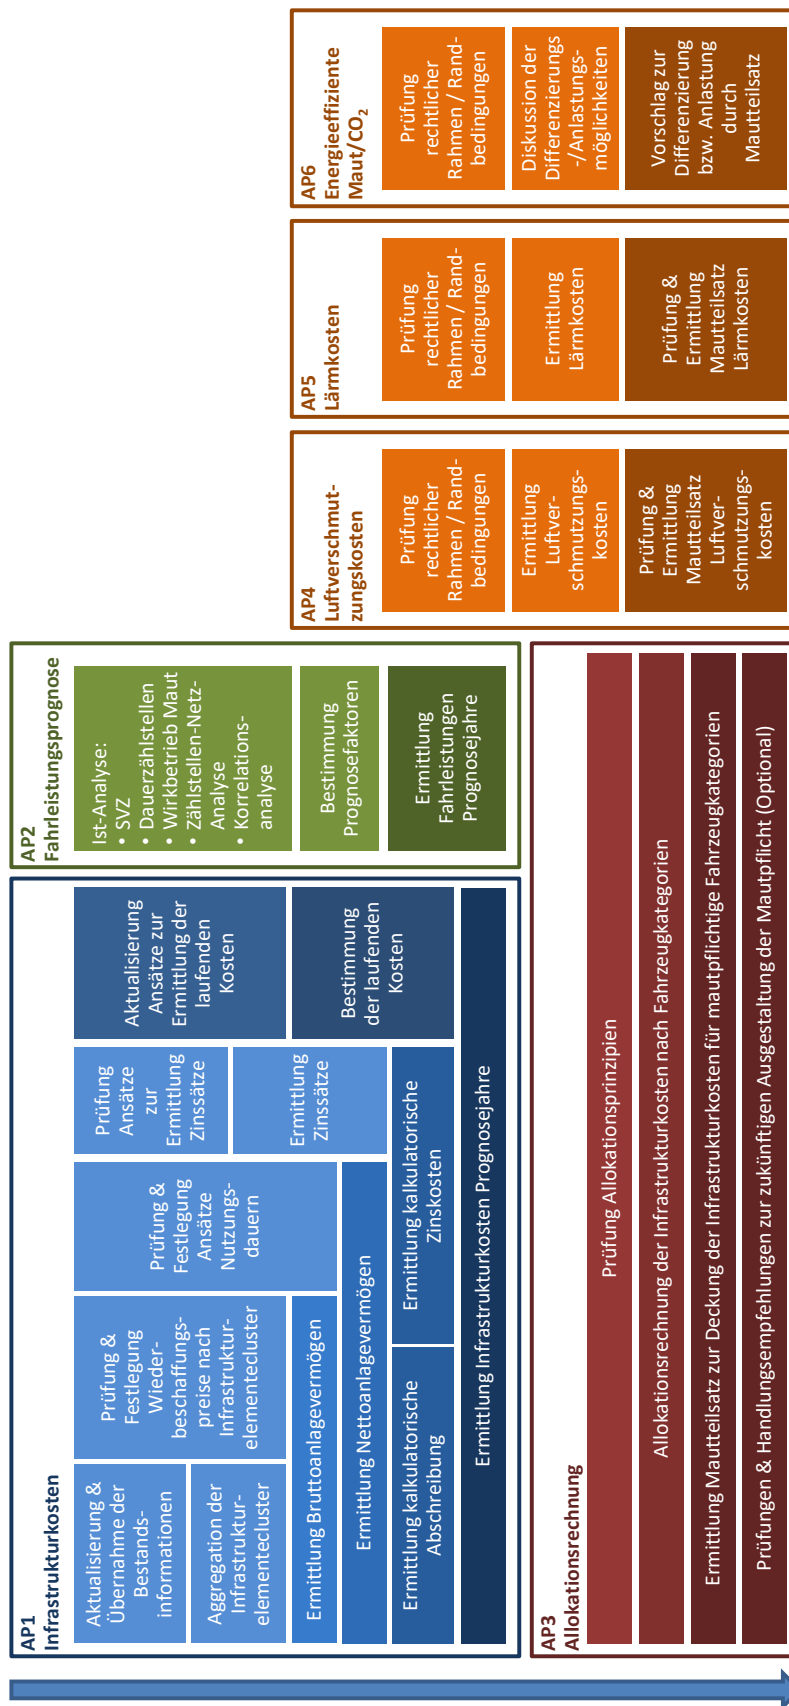 AP1
Infrastrukturkosten
Aktualisierung &
Übernahme der
Bestands-
informationen
Aggregation der
Infrastruktur-
elementecluster
Prüfung &
Festlegung
Wieder-
beschaffungs-
preise nach
Infrastruktur-
elementecluster
Prüfung &
Festlegung
Ansätze
Nutzungs-
dauern
Prüfung
Ansätze
zur
Ermittlung
Zinssätze
Ermittlung
Zinssätze
Aktualisierung
Ansätze zur
Ermittlung der
laufenden
Kosten
Bestimmung
der laufenden
Kosten
Ermittlung Bruttoanlagevermögen
Ermittlung Nettoanlagevermögen
Ermittlung kalkulatorische
Abschreibung
Ermittlung kalkulatorische
Zinskosten
Ermittlung Infrastrukturkosten Prognosejahre
AP2
Fahrleistungsprognose
Ist-Analyse:
• SVZ
• Dauerzählstellen
• Wirkbetrieb Maut
• Zählstellen-Netz-
Analyse
• Korrelations-
analyse
Bestimmung
Prognosefaktoren
Ermittlung
Fahrleistungen
Prognosejahre
AP3
Allokationsrechnung
Prüfung Allokationsprinzipien
Allokationsrechnung der Infrastrukturkosten nach Fahrzeugkategorien
Ermittlung Mautteilsatz zur Deckung der Infrastrukturkosten für mautpflichtige Fahrzeugkategorien
Prüfungen & Handlungsempfehlungen zur zukünftigen Ausgestaltung der Mautpflicht (Optional)
AP4
Luftverschmut-
zungskosten
Prüfung
rechtlicher
Rahmen / Rand-
bedingungen
Ermittlung
Luftver-
schmutzungs-
kosten
Prüfung &
Ermittlung
Mautteilsatz
Luftver-
schmutzungs-
kosten
AP5
Lärmkosten
Prüfung
rechtlicher
Rahmen / Rand-
bedingungen
Ermittlung
Lärmkosten
Prüfung &
Ermittlung
Mautteilsatz
Lärmkosten
AP6
Energieeffiziente
Maut/CO₂
Prüfung
rechtlicher
Rahmen / Rand-
bedingungen
Diskussion der
Differenzierungs
-/Anlastungs-
möglichkeiten
Vorschlag zur
Differenzierung
bzw. Anlastung
durch
Mautteilsatz